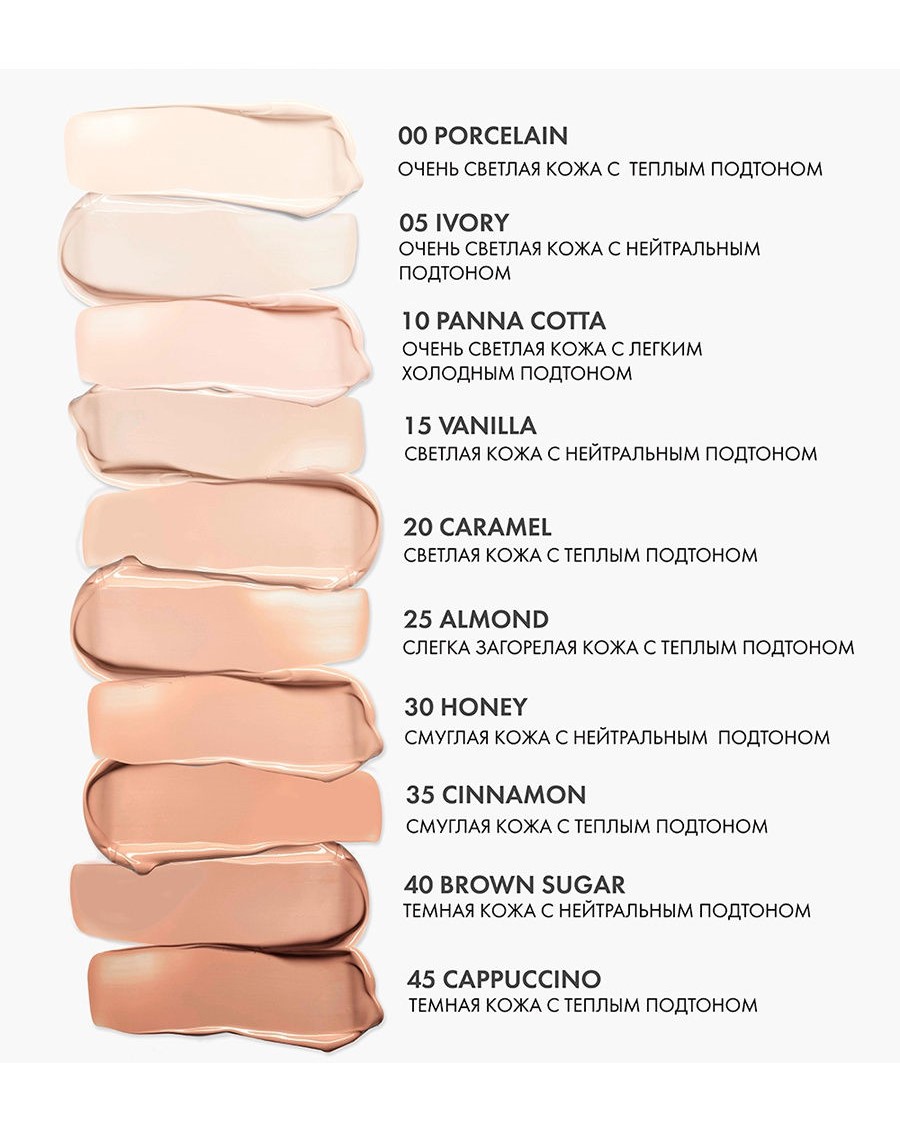 00 PORCELAIN
ОЧЕНЬ СВЕТЛАЯ КОЖА С ТЕПЛЫМ ПОДТОНОМ
05 IVORY
ОЧЕНЬ СВЕТЛАЯ КОЖА С НЕЙТРАЛЬНЫМ
ПОДТОНОМ
10 PANNA COTTA
ОЧЕНЬ СВЕТЛАЯ КОЖА С ЛЕГКИМ
ХОЛОДНЫМ ПОДТОНОМ
15 VANILLA
СВЕТЛАЯ КОЖА С НЕЙТРАЛЬНЫМ ПОДТОНОМ
20 CARAMEL
СВЕТЛАЯ КОЖА С ТЕПЛЫМ ПОДТОНОМ
25 ALMOND
СЛЕГКА ЗАГОРЕЛАЯ КОЖА С ТЕПЛЫМ ПОДТОНОМ
30 HONEY
СМУГЛАЯ КОЖА С НЕЙТРАЛЬНЫМ ПОДТОНОМ
35 CINNAMON
СМУГЛАЯ КОЖА С ТЕПЛЫМ ПОДТОНОМ
40 BROWN SUGAR
ТЕМНАЯ КОЖА С НЕЙТРАЛЬНЫМ ПОДТОНОМ
45 CAPPUCCINO
ТЕМНАЯ КОЖА С ТЕПЛЫМ ПОДТОНОМ